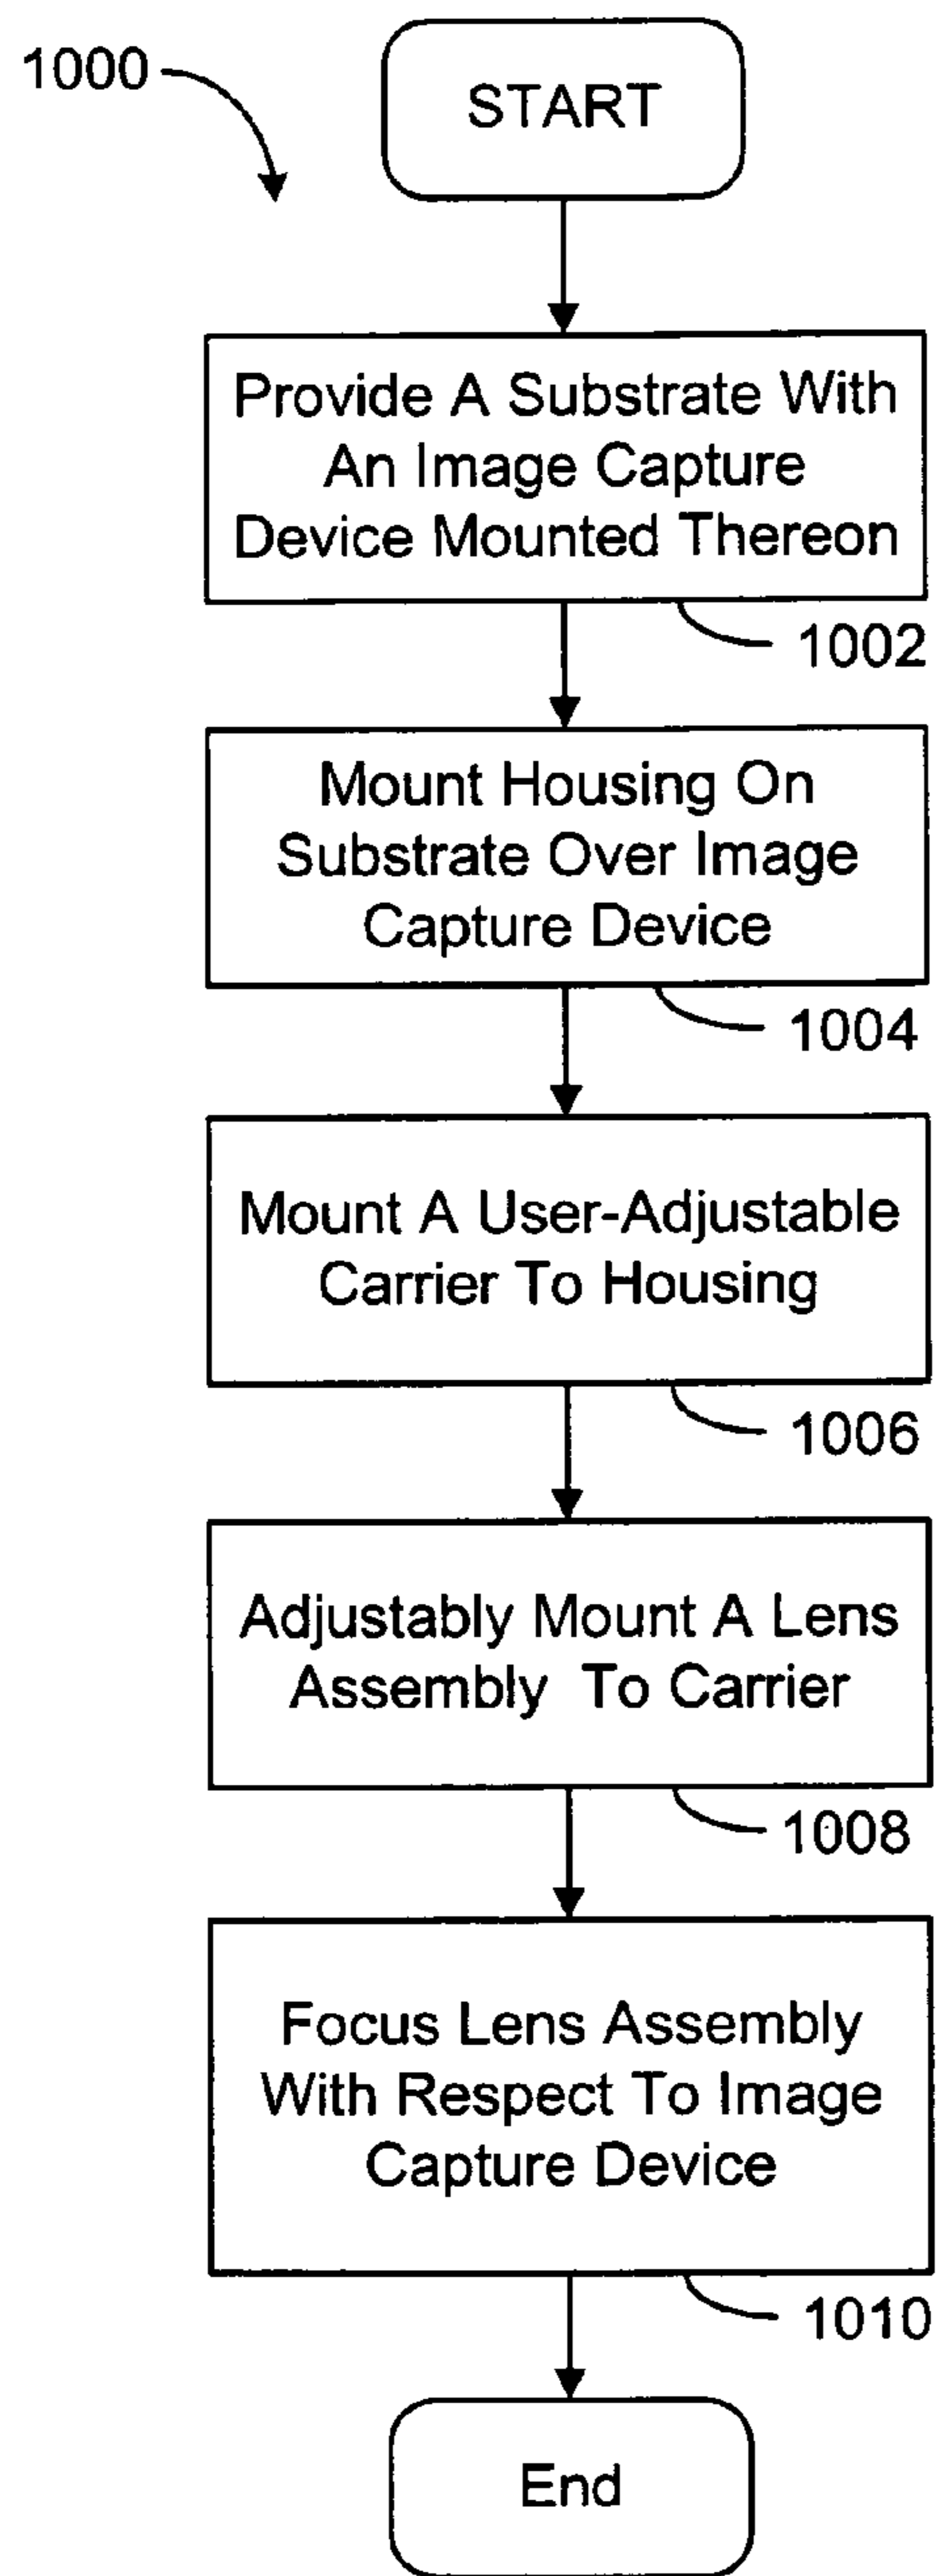 1000
START
Provide A Substrate With
An Image Capture
Device Mounted Thereon
1002
Mount Housing On
Substrate Over Image
Capture Device
1004
Mount A User-Adjustable
Carrier To Housing
1006
Adjustably Mount A Lens
Assembly To Carrier
1008
Focus Lens Assembly
With Respect To Image
Capture Device
1010
End